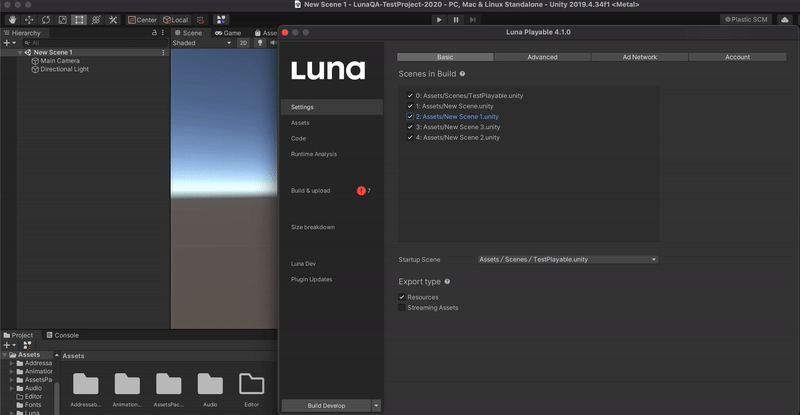 New Scene 1 - LunaQA-TestProject-2020 - PC, Mac & Linux Standalone - Unity 2019.4.34f1 <Metal>
Center Local
Plastic SCM
Hierarchy
All
New Scene 1
Main Camera
Directional Light
Scene Game Asse
Shaded 2D
Luna Playable 4.1.0
Luna
Settings
Assets
Code
Runtime Analysis
Build & upload ! 7
Size breakdown
Luna Dev
Plugin Updates
Build Develop
Basic Advanced Ad Network Account
Scenes in Build ?
0: Assets/Scenes/TestPlayable.unity
1: Assets/New Scene.unity
2: Assets/New Scene 1.unity
3: Assets/New Scene 3.unity
4: Assets/New Scene 2.unity
Startup Scene Assets / Scenes / TestPlayable.unity
Export type ?
Resources
Streaming Assets
Project Console
Assets
Addressa
Animation
AssetsPac
Audio
Editor
Fonts
Luna
Assets
Addressab... Animation... AssetsPac... Audio Editor